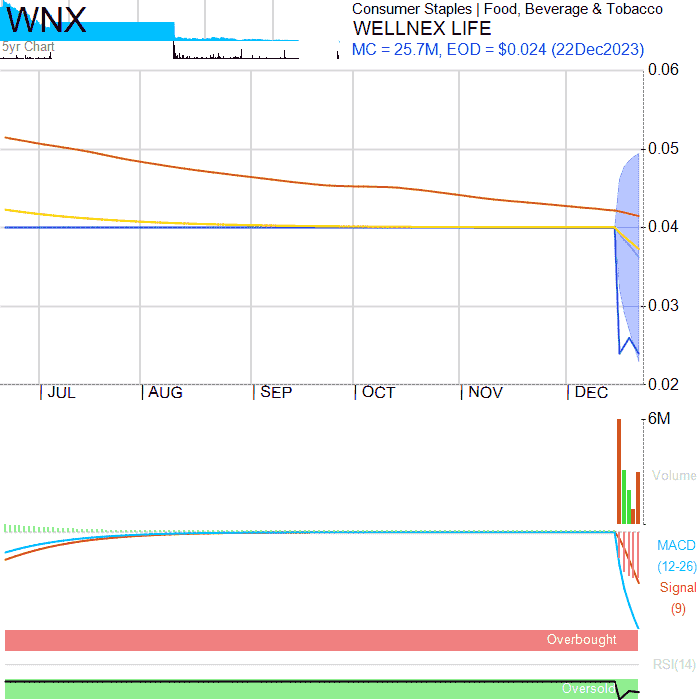 WNX
5yr Chart
Consumer Staples | Food, Beverage & Tobacco
WELLNEX LIFE
MC = 25.7M, EOD = $0.024 (22Dec2023)
0.06
0.05
0.04
0.03
0.02
JUL AUG SEP OCT NOV DEC
6M
Volume
MACD
(12-26)
Signal
(9)
Overbought
RSI(14)
Oversold